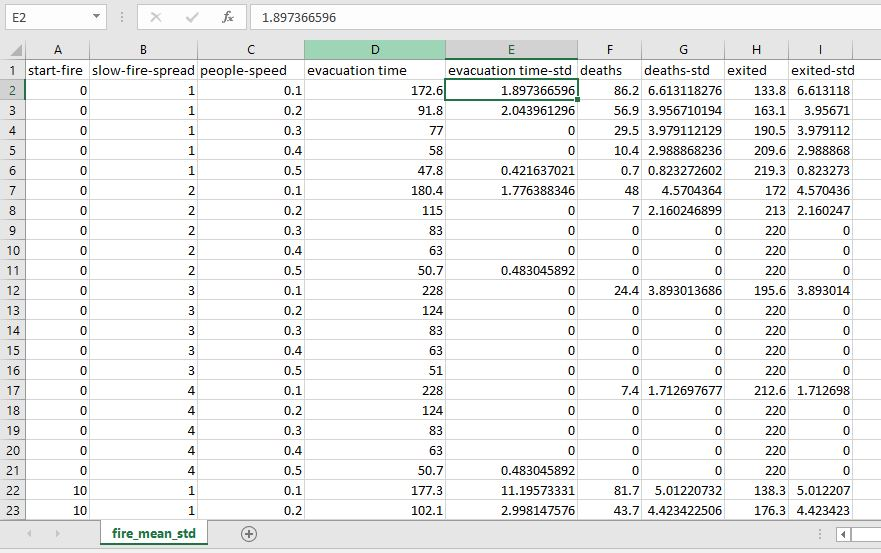 E2 fx 1.897366596
A B C D E F G H I
1 start-fire slow-fire-spread people-speed evacuation time evacuation time-std deaths deaths-std exited exited-std
2 0 1 0.1 172.6 1.897366596 86.2 6.613118276 133.8 6.613118
3 0 1 0.2 91.8 2.043961296 56.9 3.956710194 163.1 3.95671
4 0 1 0.3 77 0 29.5 3.979112129 190.5 3.979112
5 0 1 0.4 58 0 10.4 2.988868236 209.6 2.988868
6 0 1 0.5 47.8 0.421637021 0.7 0.823272602 219.3 0.823273
7 0 2 0.1 180.4 1.776388346 48 4.5704364 172 4.570436
8 0 2 0.2 115 0 7 2.160246899 213 2.160247
9 0 2 0.3 83 0 0 0 220 0
10 0 2 0.4 63 0 0 0 220 0
11 0 2 0.5 50.7 0.483045892 0 0 220 0
12 0 3 0.1 228 0 24.4 3.893013686 195.6 3.893014
13 0 3 0.2 124 0 0 0 220 0
14 0 3 0.3 83 0 0 0 220 0
15 0 3 0.4 63 0 0 0 220 0
16 0 3 0.5 51 0 0 0 220 0
17 0 4 0.1 228 0 7.4 1.712697677 212.6 1.712698
18 0 4 0.2 124 0 0 0 220 0
19 0 4 0.3 83 0 0 0 220 0
20 0 4 0.4 63 0 0 0 220 0
21 0 4 0.5 50.7 0.483045892 0 0 220 0
22 10 1 0.1 177.3 11.19573331 81.7 5.01220732 138.3 5.012207
23 10 1 0.2 102.1 2.998147576 43.7 4.423422506 176.3 4.423423
fire_mean_std